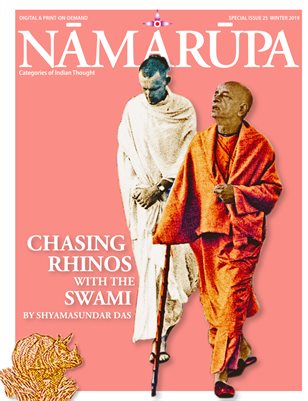 DIGITAL & PRINT-ON-DEMAND
SPECIAL ISSUE 25 WINTER 2019
NĀMARŪPA
Categories of Indian Thought
CHASING
RHINOS
WITH THE
SWAMI
BY SHYAMASUNDAR DAS